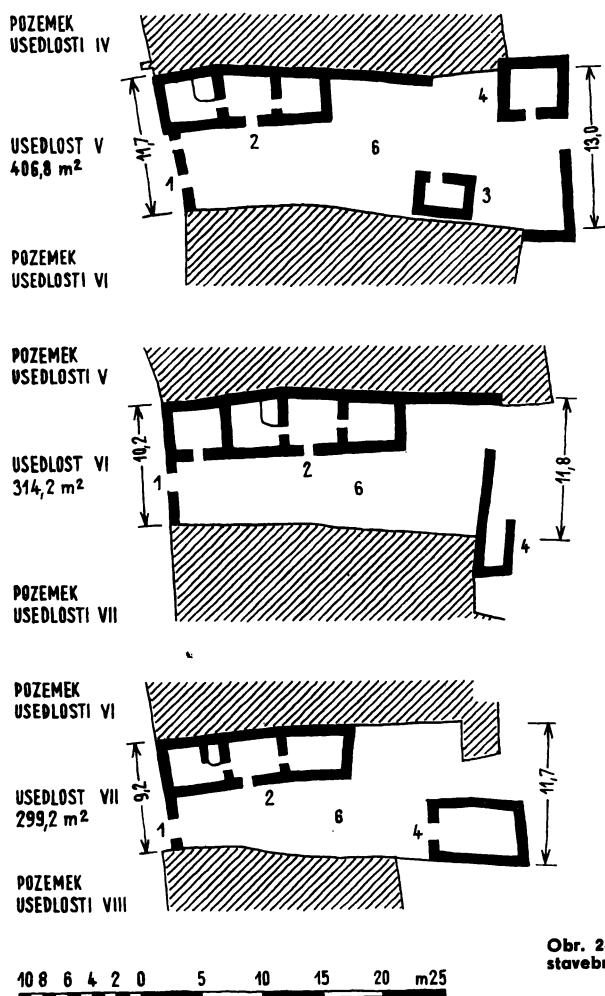 POZEMEK
USEDLOSTI IV
USEDLOST V
406,8 m²
11,7
1
2
6
4
3
13,0
POZEMEK
USEDLOSTI VI
POZEMEK
USEDLOSTI V
USEDLOST VI
314,2 m²
10,2
1
2
6
4
11,8
POZEMEK
USEDLOSTI VII
POZEMEK
USEDLOSTI VI
USEDLOST VII
299,2 m²
9,2
1
2
6
4
11,7
POZEMEK
USEDLOSTI VIII
Obr. 2
stavebn
10 8 6 4 2 0 5 10 15 20 m25